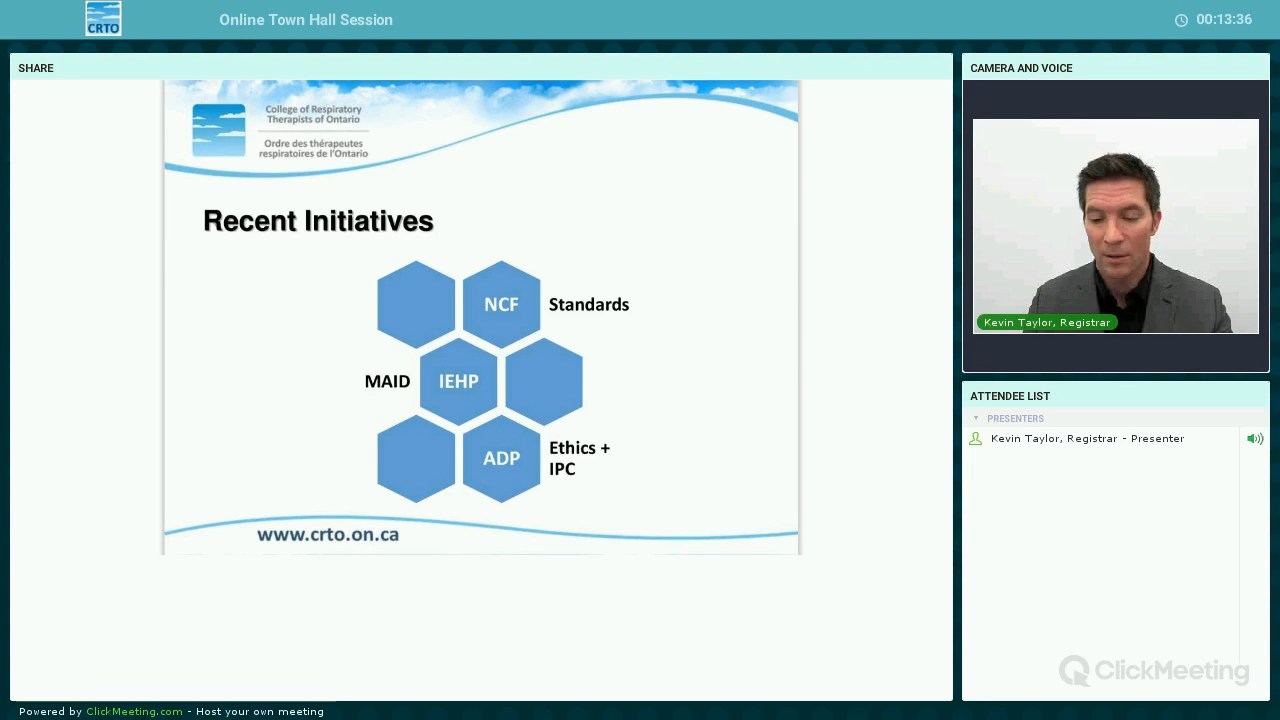 CRTO
Online Town Hall Session
00:13:36
SHARE
College of Respiratory
Therapists of Ontario
Ordre des thérapeutes
respiratoires de l'Ontario
Recent Initiatives
NCF
Standards
MAID
IEHP
ADP
Ethics +
IPC
www.crto.on.ca
CAMERA AND VOICE
Kevin Taylor, Registrar
ATTENDEE LIST
PRESENTERS
Kevin Taylor, Registrar - Presenter
ClickMeeting
Powered by ClickMeeting.com - Host your own meeting